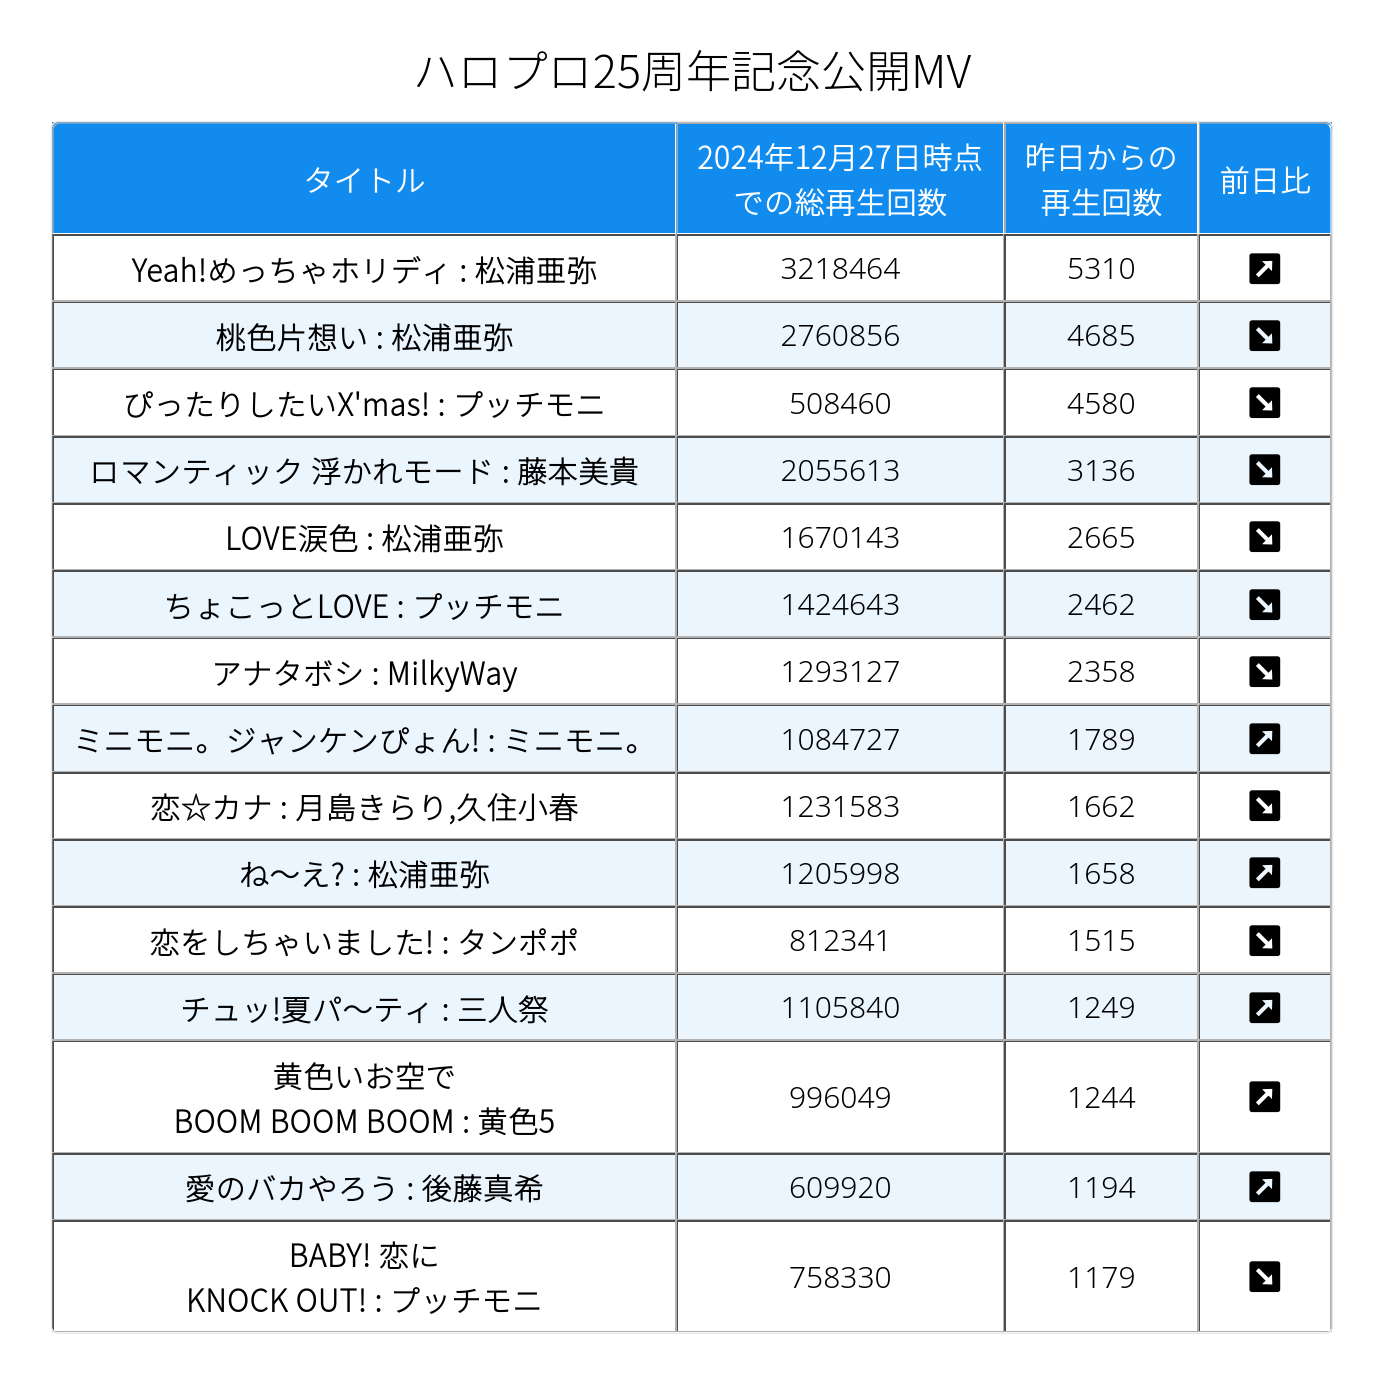 ハロプロ25周年記念公開MV
タイトル
2024年12月27日時点
での総再生回数
昨日からの
再生回数
前日比
Yeah!めっちゃホリディ : 松浦亜弥 3218464 5310 ↗
桃色片想い : 松浦亜弥 2760856 4685 ↘
ぴったりしたいX'mas! : プッチモニ 508460 4580 ↘
ロマンティック 浮かれモード : 藤本美貴 2055613 3136 ↘
LOVE涙色 : 松浦亜弥 1670143 2665 ↘
ちょこっとLOVE : プッチモニ 1424643 2462 ↘
アナタボシ : MilkyWay 1293127 2358 ↘
ミニモニ。ジャンケンぴょん! : ミニモニ。 1084727 1789 ↗
恋☆カナ : 月島きらり,久住小春 1231583 1662 ↘
ね〜え? : 松浦亜弥 1205998 1658 ↗
恋をしちゃいました! : タンポポ 812341 1515 ↘
チュッ!夏パ〜ティ : 三人祭 1105840 1249 ↗
黄色いお空で
BOOM BOOM BOOM : 黄色5 996049 1244 ↗
愛のバカやろう : 後藤真希 609920 1194 ↗
BABY! 恋に
KNOCK OUT! : プッチモニ 758330 1179 ↘